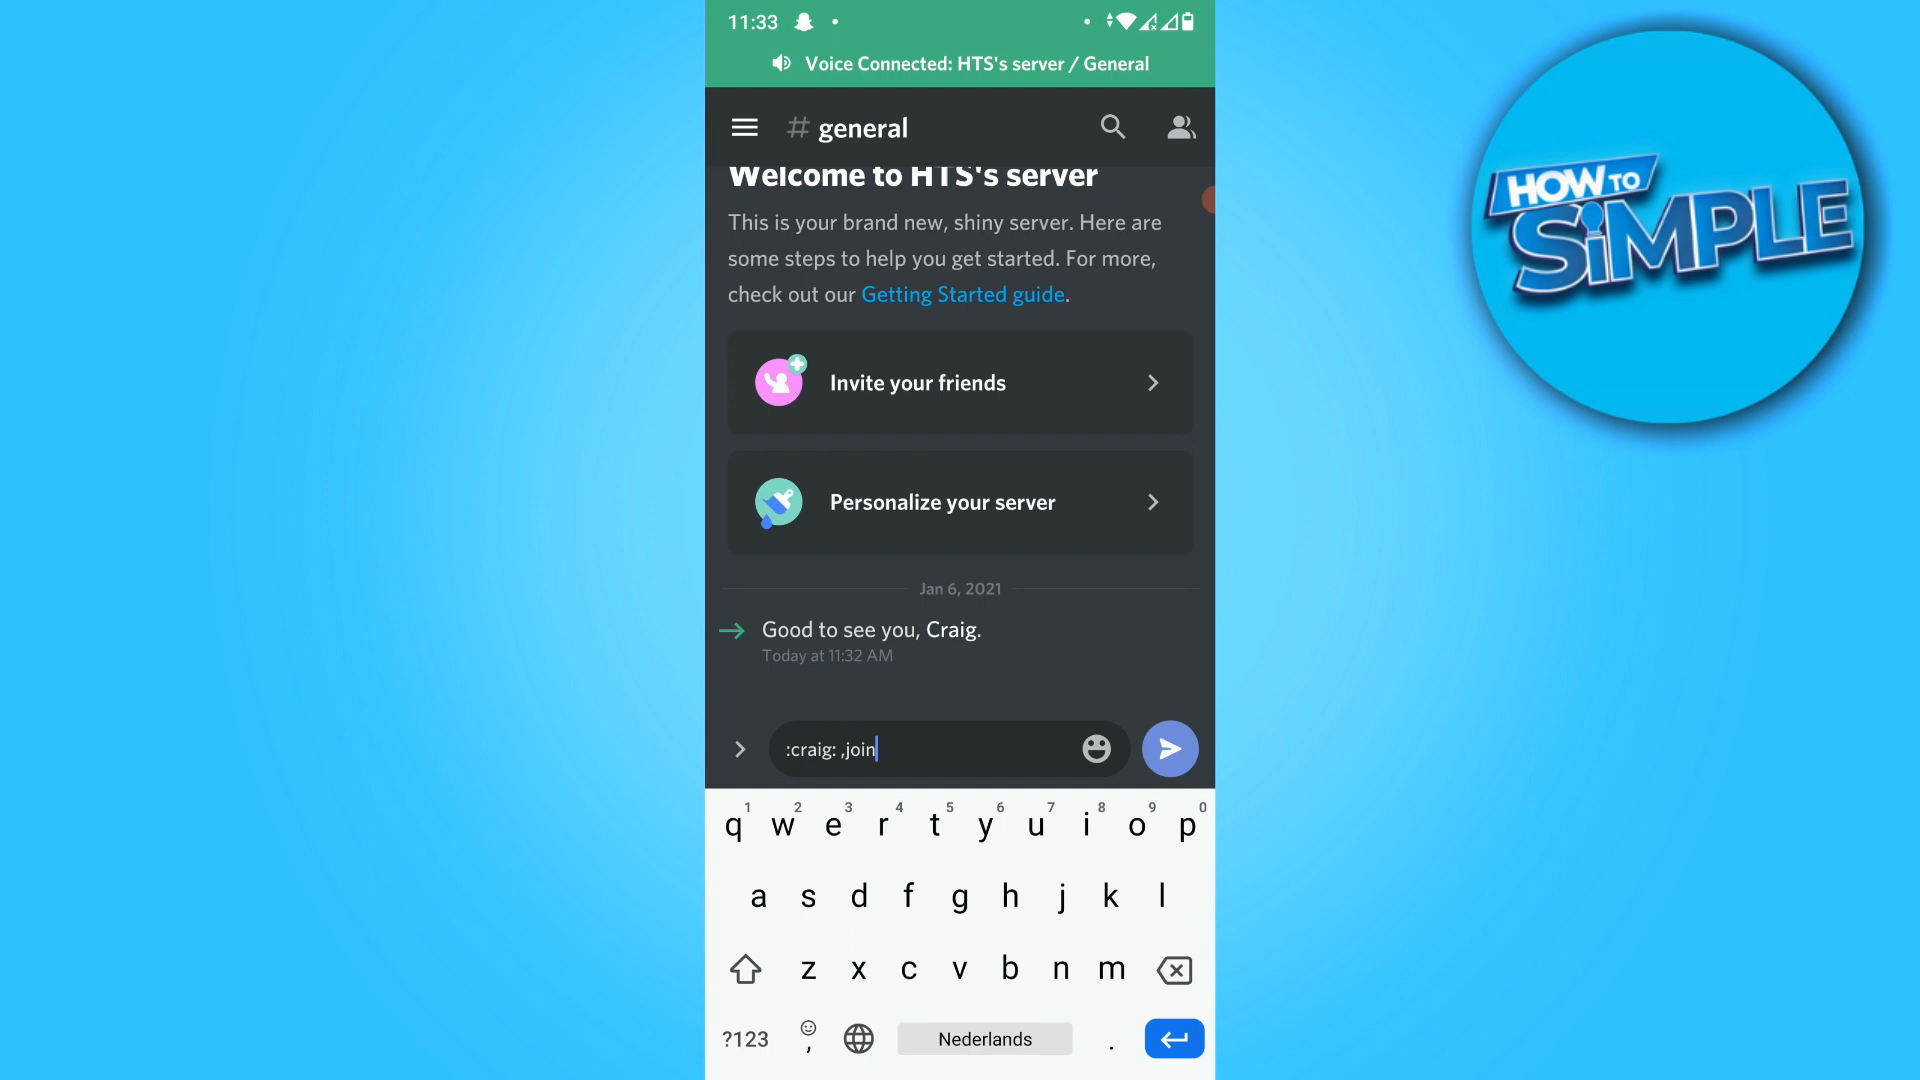 11:33
Voice Connected: HTS's server / General
# general
Welcome to HTS's server
This is your brand new, shiny server. Here are
some steps to help you get started. For more,
check out our Getting Started guide.
Invite your friends
Personalize your server
Jan 6, 2021
Good to see you, Craig.
Today at 11:32 AM
:craig: ,join
1 2 3 4 5 6 7 8 9 0
q w e r t y u i o p
a s d f g h j k l
z x c v b n m
?123 , Nederlands .
HOW TO
SiMPLE